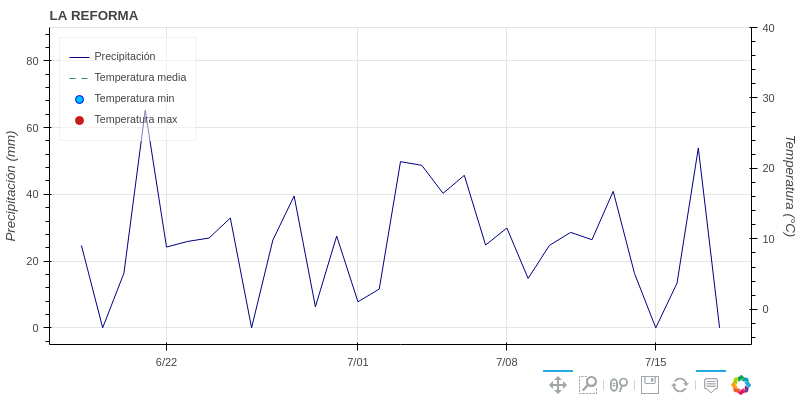 LA REFORMA
Precipitación
Temperatura media
Temperatura min
Temperatura max
Precipitación (mm)
80
60
40
20
0
Temperatura (°C)
40
30
20
10
0
6/22
7/01
7/08
7/15